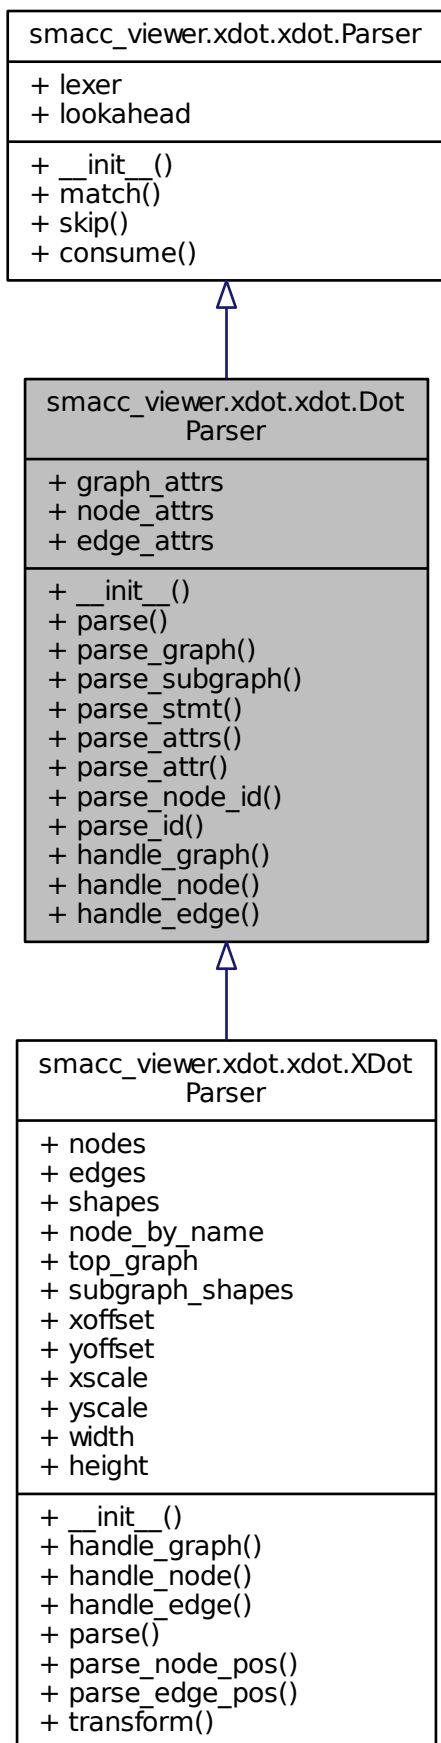 smacc_viewer.xdot.xdot.Parser
+ lexer
+ lookahead
+ __init__()
+ match()
+ skip()
+ consume()
smacc_viewer.xdot.xdot.Dot
Parser
+ graph_attrs
+ node_attrs
+ edge_attrs
+ __init__()
+ parse()
+ parse_graph()
+ parse_subgraph()
+ parse_stmt()
+ parse_attrs()
+ parse_attr()
+ parse_node_id()
+ parse_id()
+ handle_graph()
+ handle_node()
+ handle_edge()
smacc_viewer.xdot.xdot.XDot
Parser
+ nodes
+ edges
+ shapes
+ node_by_name
+ top_graph
+ subgraph_shapes
+ xoffset
+ yoffset
+ xscale
+ yscale
+ width
+ height
+ __init__()
+ handle_graph()
+ handle_node()
+ handle_edge()
+ parse()
+ parse_node_pos()
+ parse_edge_pos()
+ transform()